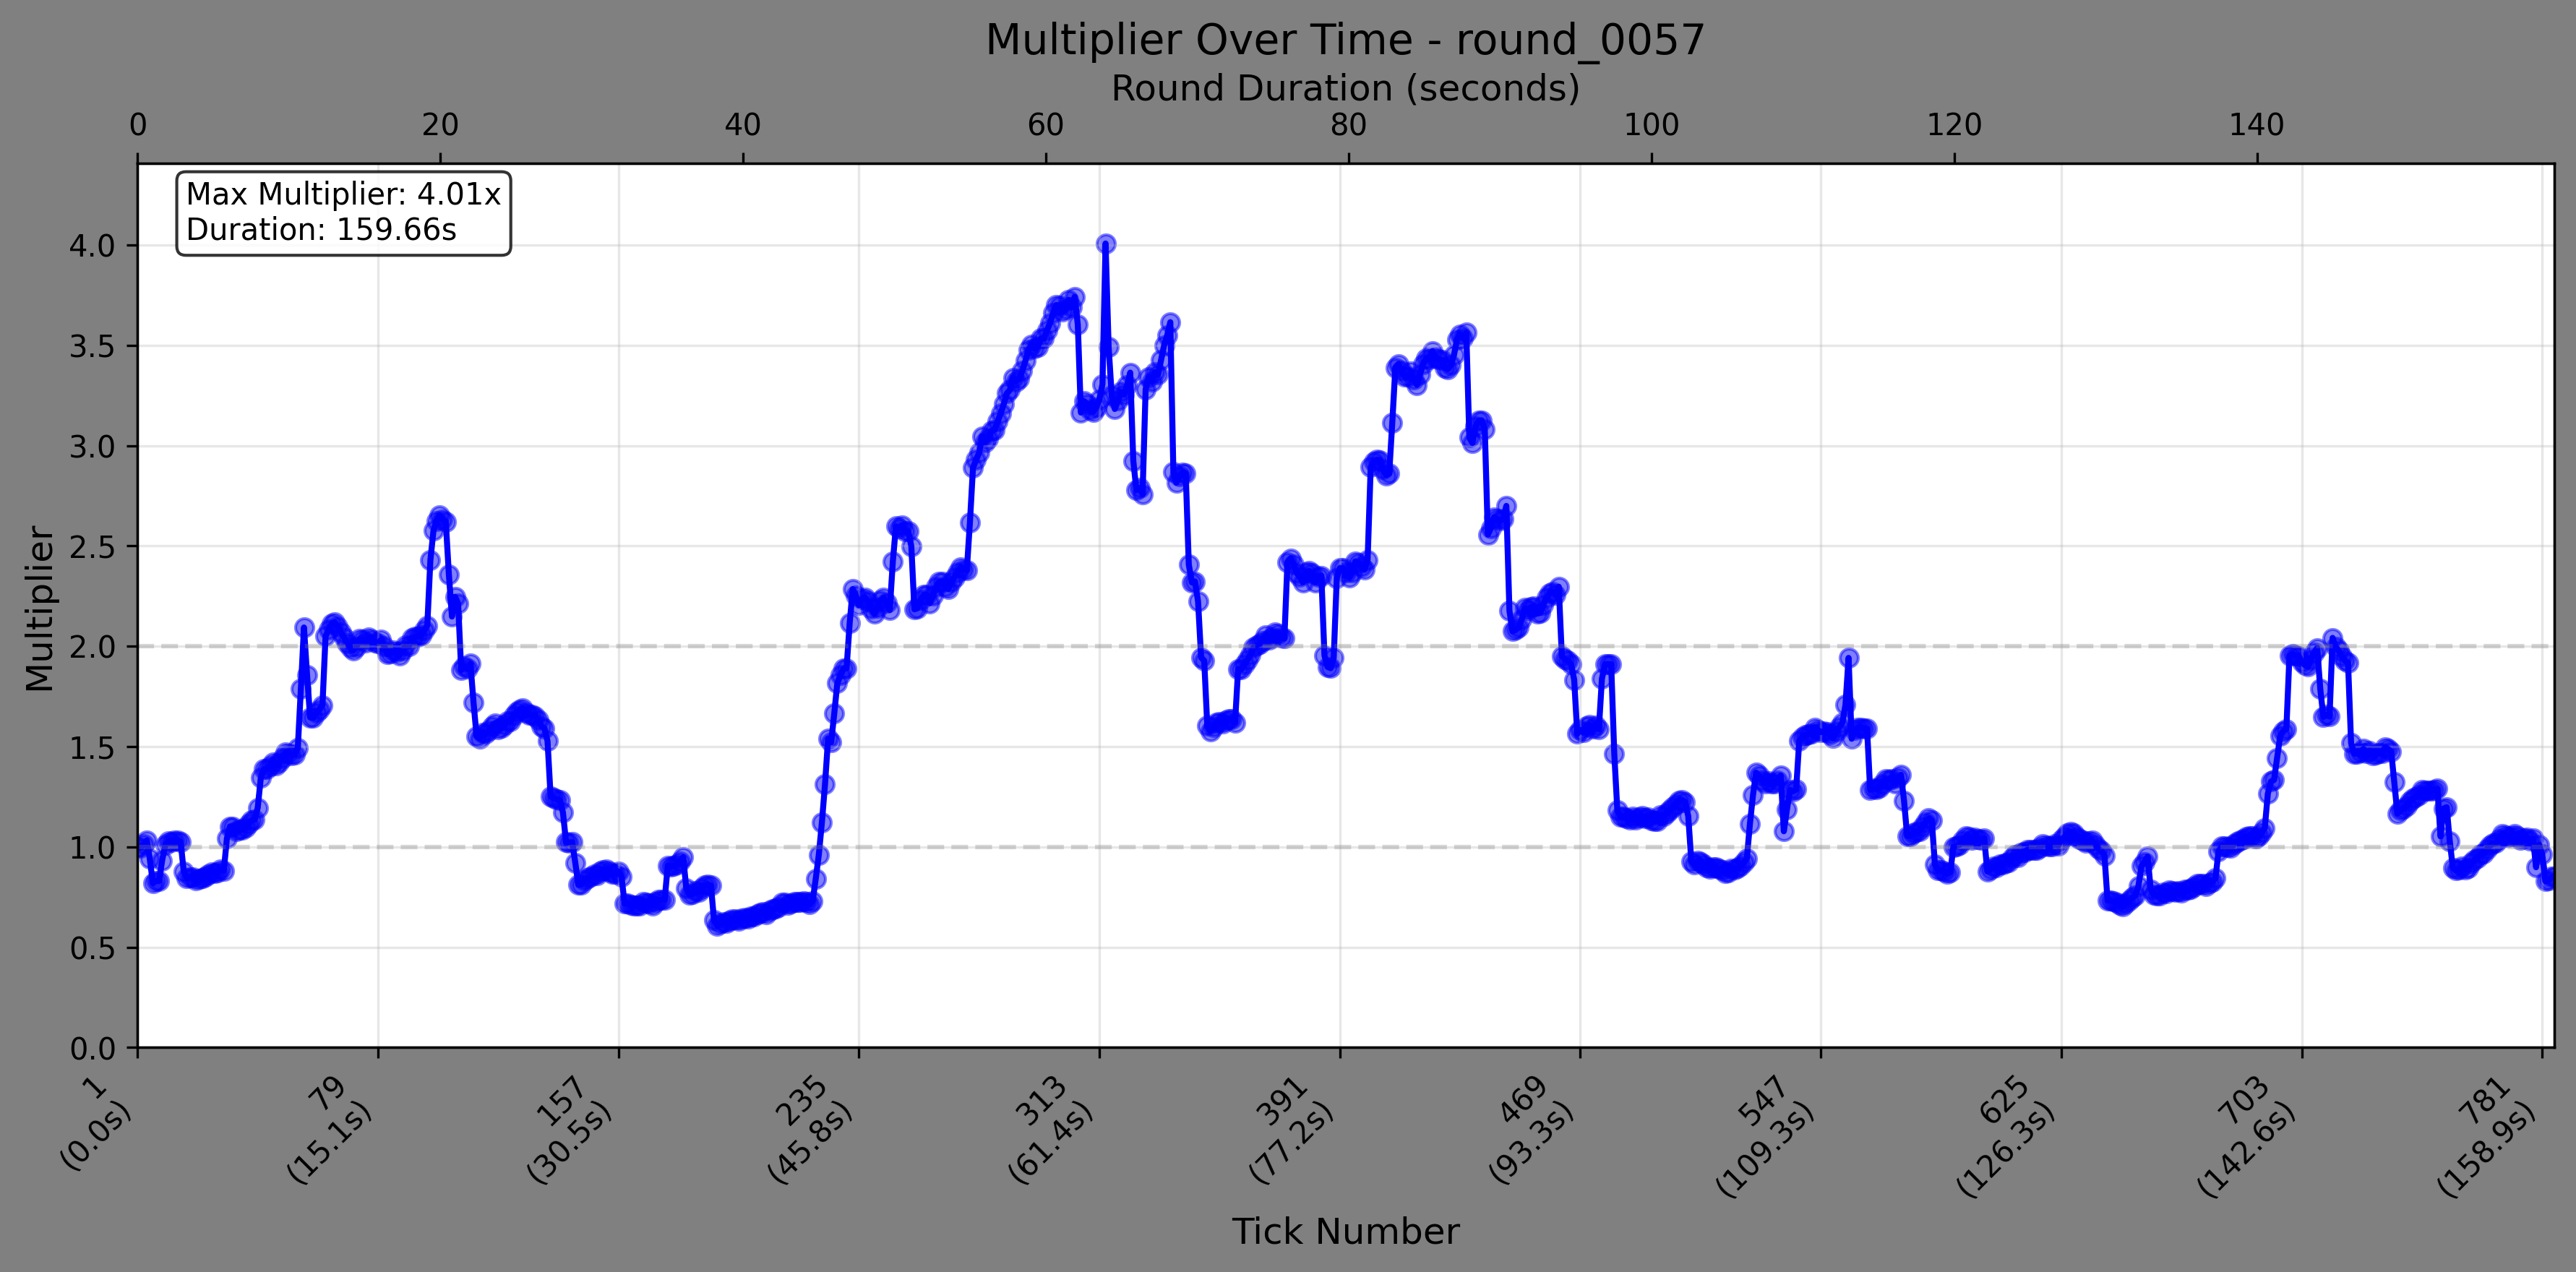 Multiplier Over Time - round_0057
Round Duration (seconds)
0 20 40 60 80 100 120 140
Max Multiplier: 4.01x
Duration: 159.66s
Multiplier
4.0
3.5
3.0
2.5
2.0
1.5
1.0
0.5
0.0
1
(0.0s)
79
(15.1s)
157
(30.5s)
235
(45.8s)
313
(61.4s)
391
(77.2s)
469
(93.3s)
547
(109.3s)
625
(126.3s)
703
(142.6s)
781
(158.9s)
Tick Number